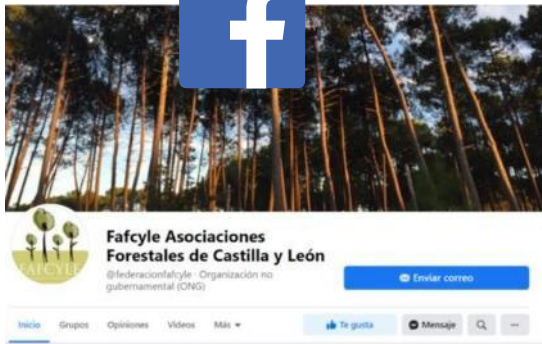 f
FAFCYLE
Fafcyle Asociaciones
Forestales de Castilla y León
@federacionfafcyle · Organización no
gubernamental (ONG)
Enviar correo
Inicio Grupos Opiniones Videos Más
Te gusta Mensaje